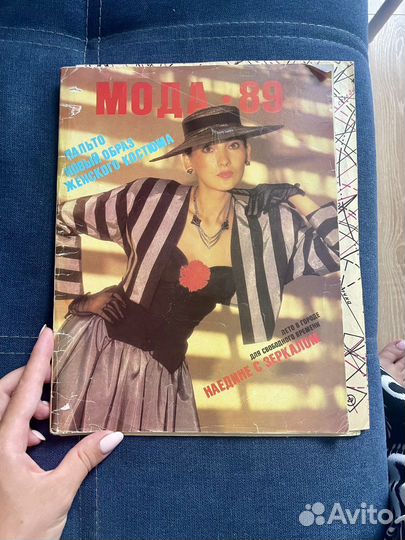 МОДА · 89
ПАЛЬТО
НОВЫЙ ОБРАЗ
ЖЕНСКОГО КОСТЮМА
ЛЕТО В ГОРОДЕ
ДЛЯ СВОБОДНОГО ВРЕМЕНИ
НАЕДИНЕ С ЗЕРКАЛОМ
Avito